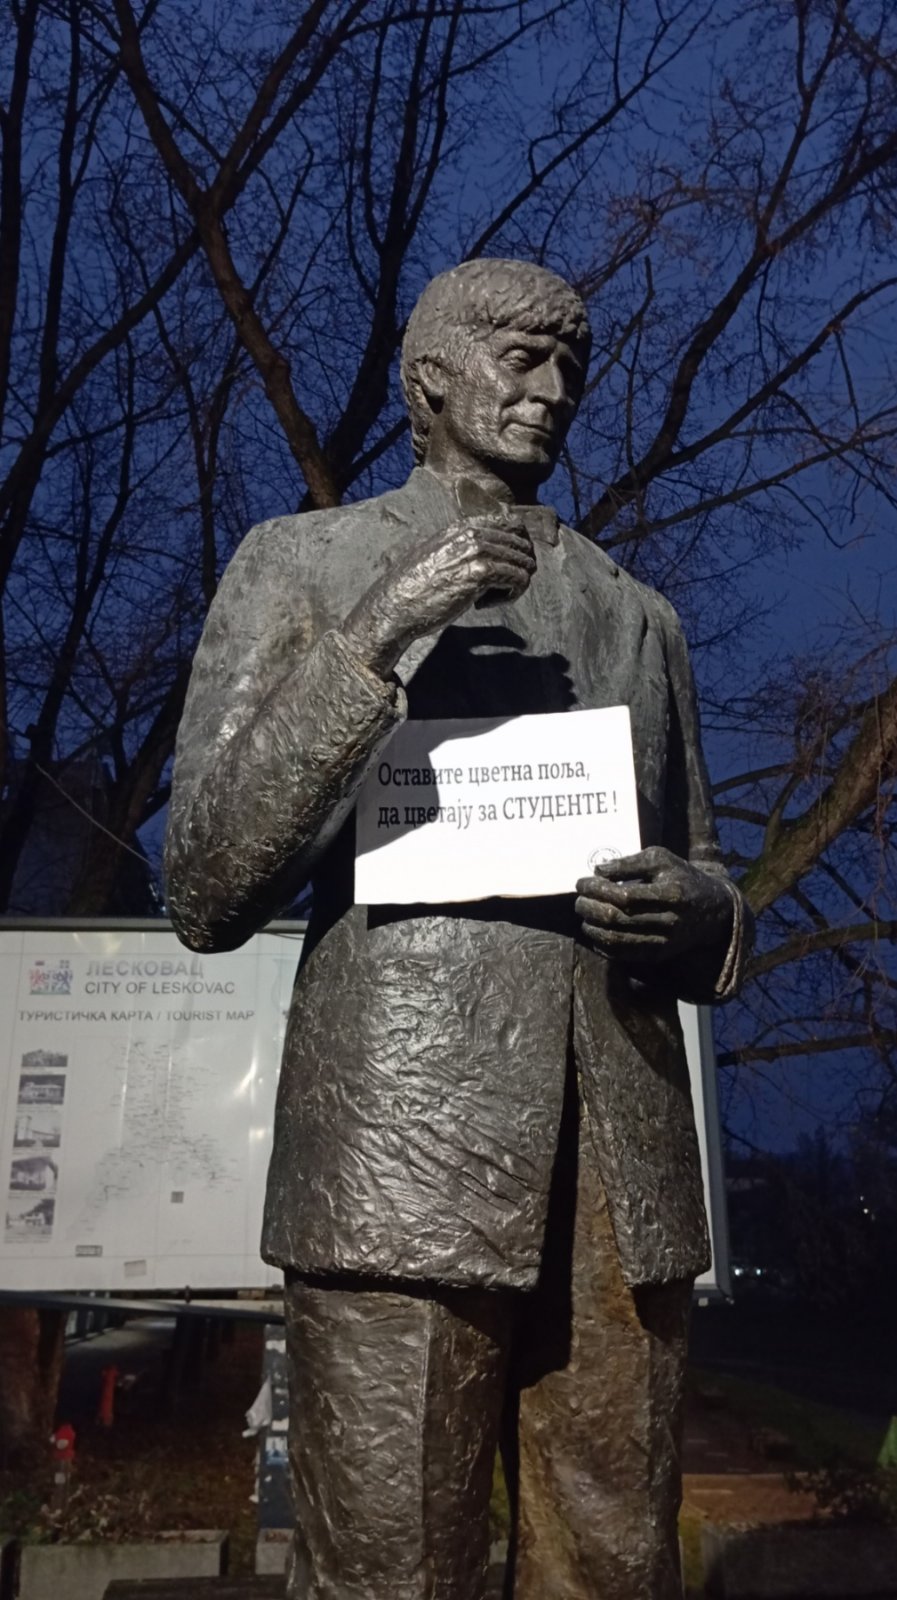 Оставите цветна поља,
да цветају за СТУДЕНТЕ !
ЛЕСКОВАЦ
CITY OF LESKOVAC
ТУРИСТИЧКА КАРТА / TOURIST MAP